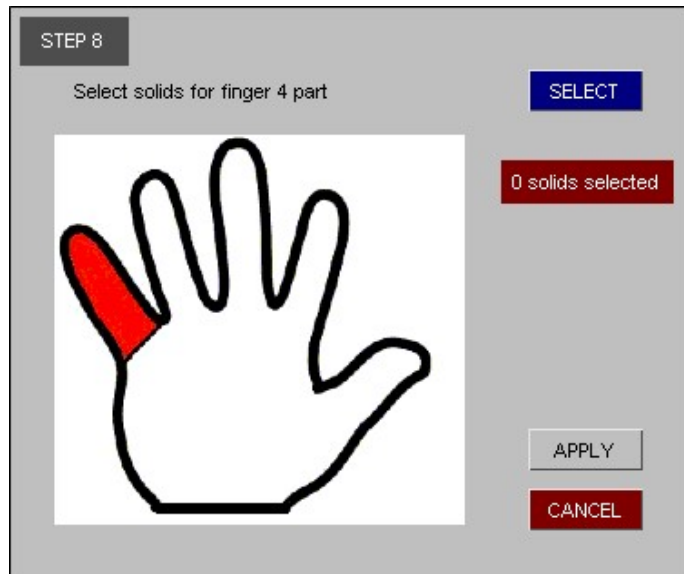 STEP 8
Select solids for finger 4 part
SELECT
0 solids selected
APPLY
CANCEL